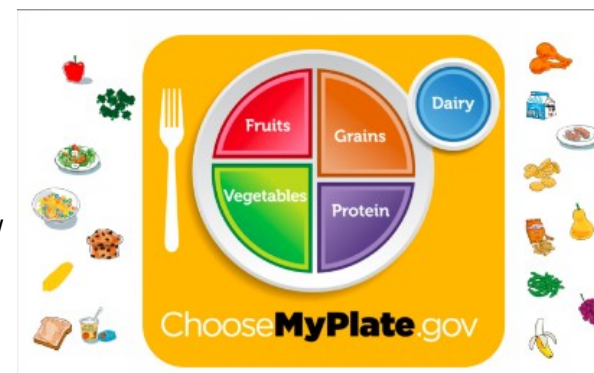 Dairy
Fruits
Grains
Vegetables
Protein
ChooseMyPlate.gov